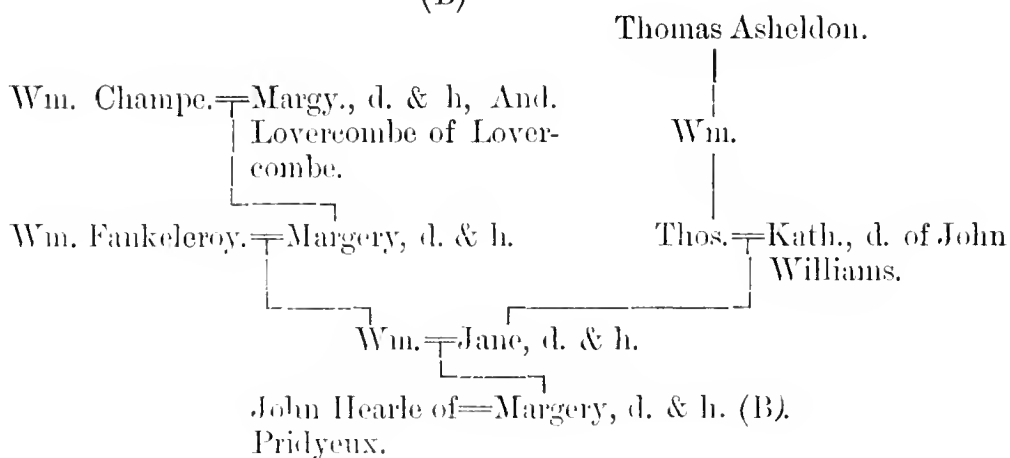 (B)
Thomas Asheldon.
Wm. Champe.=Margy., d. & h, And.
Lovercombe of Lover-
combe.
Wm.
Wm. Fankeleroy.=Margery, d. & h.
Thos.=Kath., d. of John
Williams.
Wm.=Jane, d. & h.
John Hearle of=Margery, d. & h. (B).
Pridyeux.